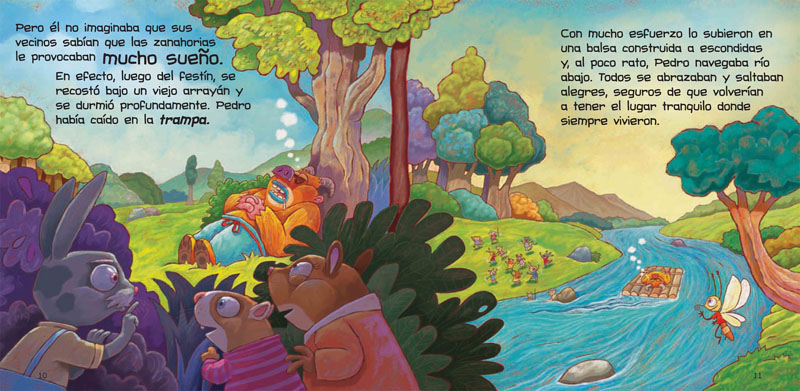 Pero él no imaginaba que sus
vecinos sabían que las zanahorias
le provocaban mucho sueño.
En efecto, luego del festín, se
recostó bajo un viejo arrayán y
se durmió profundamente. Pedro
había caído en la trampa.
Con mucho esfuerzo lo subieron en
una balsa construida a escondidas
y, al poco rato, Pedro navegaba río
abajo. Todos se abrazaban y saltaban
alegres, seguros de que volverían
a tener el lugar tranquilo donde
siempre vivieron.
10
11